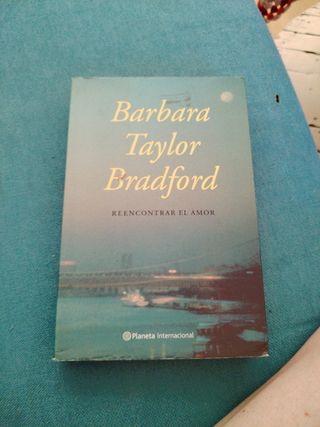 Barbara
Taylor
Bradford
REENCONTRAR EL AMOR
Planeta Internacional